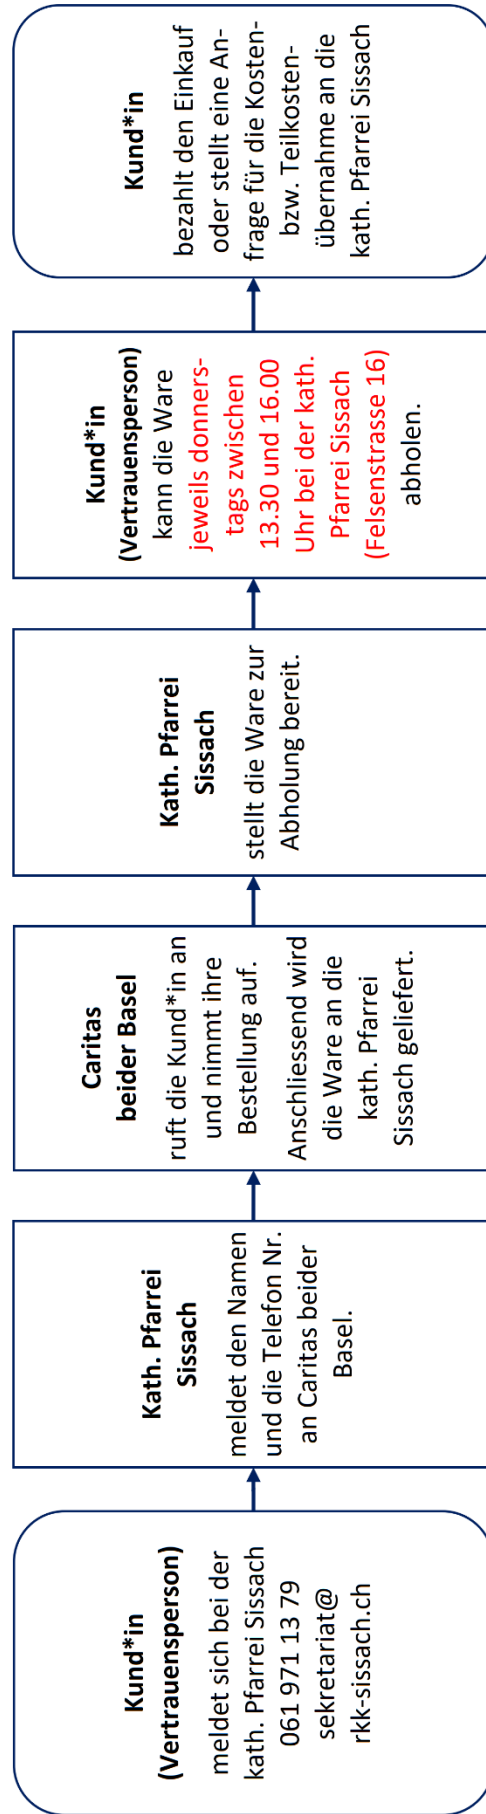 Kund*in
(Vertrauensperson)
meldet sich bei der
kath. Pfarrei Sissach
061 971 13 79
sekretariat@
rkk-sissach.ch
Kath. Pfarrei
Sissach
meldet den Namen
und die Telefon Nr.
an Caritas beider
Basel.
Caritas
beider Basel
ruft die Kund*in an
und nimmt ihre
Bestellung auf.
Anschliessend wird
die Ware an die
kath. Pfarrei
Sissach geliefert.
Kath. Pfarrei
Sissach
stellt die Ware zur
Abholung bereit.
Kund*in
(Vertrauensperson)
kann die Ware
jeweils donners-
tags zwischen
13.30 und 16.00
Uhr bei der kath.
Pfarrei Sissach
(Felsenstrasse 16)
abholen.
Kund*in
bezahlt den Einkauf
oder stellt eine An-
frage für die Kosten-
bzw. Teilkosten-
übernahme an die
kath. Pfarrei Sissach